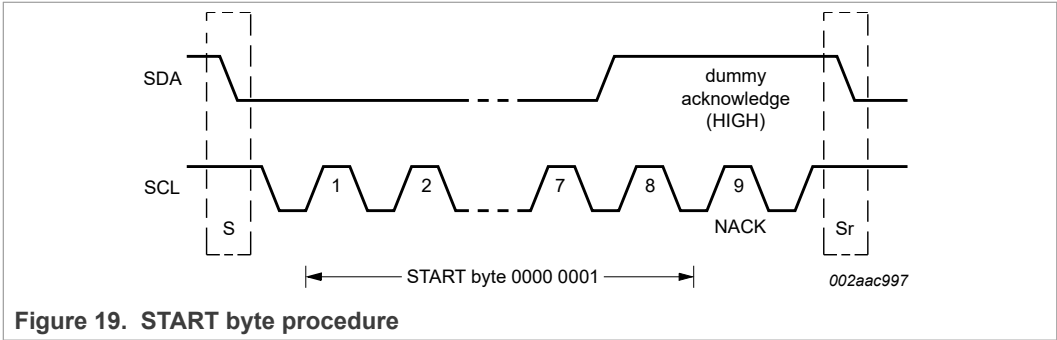 SDA
dummy
acknowledge
(HIGH)
SCL
1 2 7 8 9
S NACK Sr
START byte 0000 0001
002aac997
Figure 19. START byte procedure